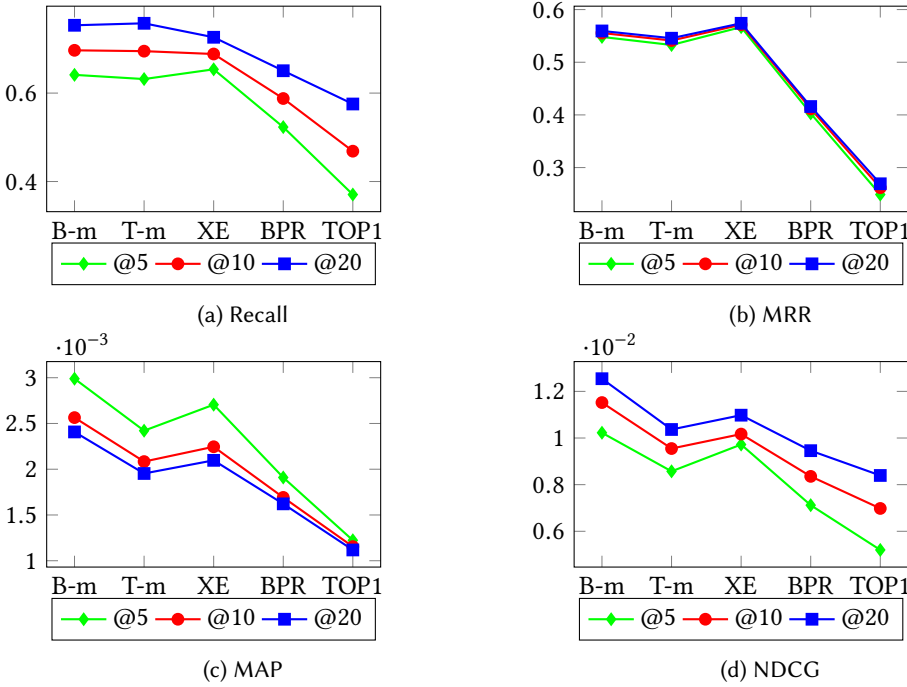 0.6
0.4
B-m T-m XE BPR TOP1
@5 @10 @20
(a) Recall
0.6
0.5
0.4
0.3
B-m T-m XE BPR TOP1
@5 @10 @20
(b) MRR
·10⁻³
3
2.5
2
1.5
1
B-m T-m XE BPR TOP1
@5 @10 @20
(c) MAP
·10⁻²
1.2
1
0.8
0.6
B-m T-m XE BPR TOP1
@5 @10 @20
(d) NDCG